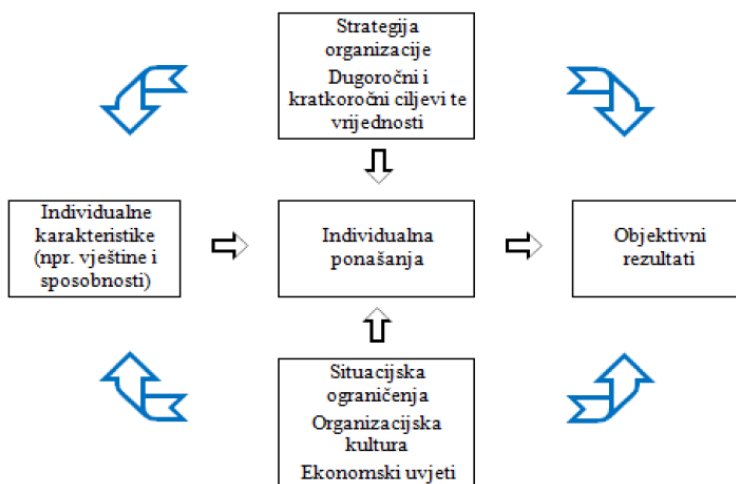 Strategija
organizacije
Dugoročni i
kratkoročni ciljevi te
vrijednosti
Individualne
karakteristike
(npr. vještine i
sposobnosti)
Individualna
ponašanja
Objektivni
rezultati
Situacijska
ograničenja
Organizacijska
kultura
Ekonomski uvjeti